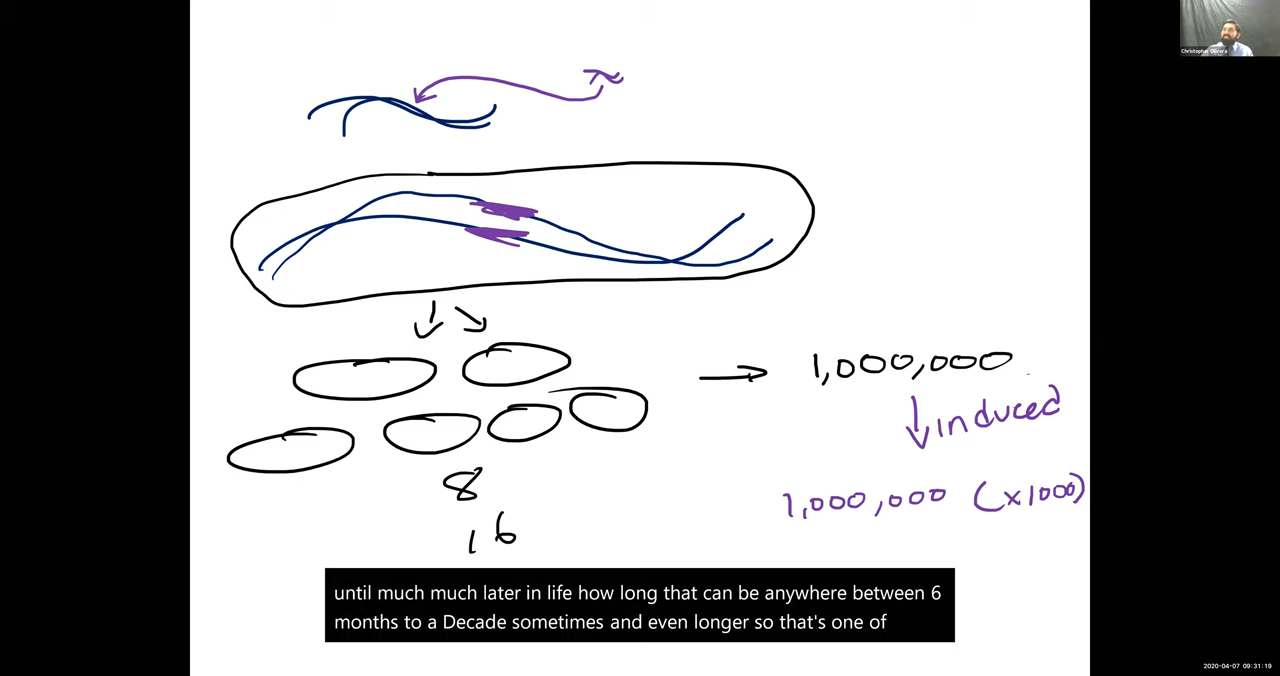 Christopher Olivera
1,000,000
induced
1,000,000 (x1000)
8
16
until much much later in life how long that can be anywhere between 6
months to a Decade sometimes and even longer so that's one of
2020-04-07 09:31:19